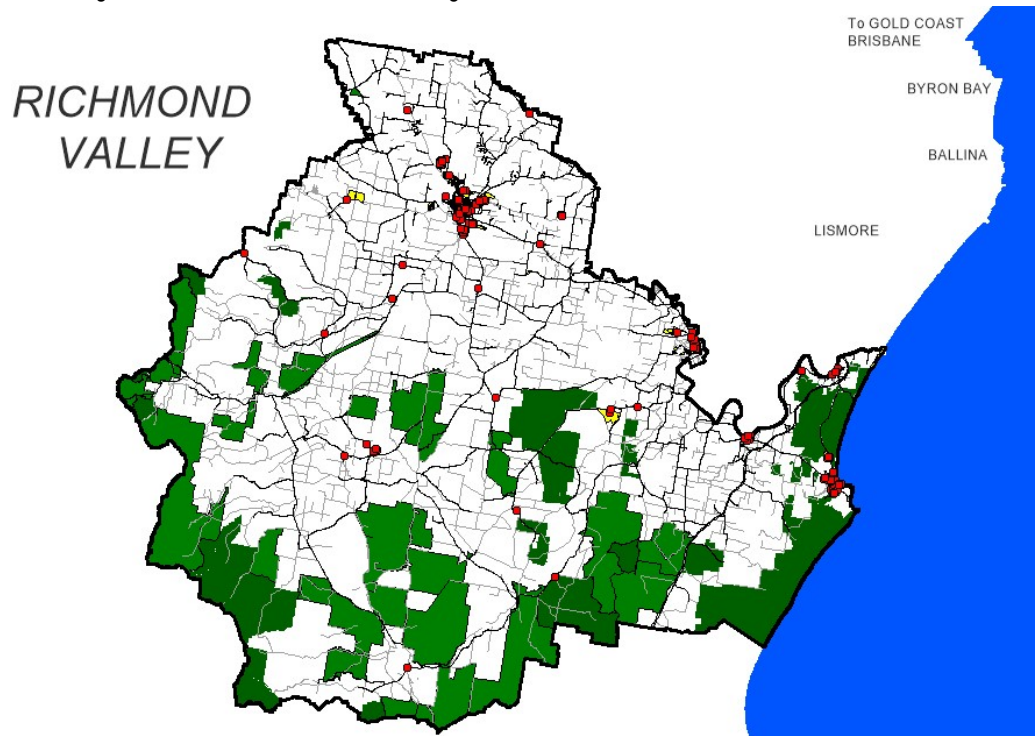 To GOLD COAST
BRISBANE
RICHMOND
VALLEY
BYRON BAY
BALLINA
LISMORE